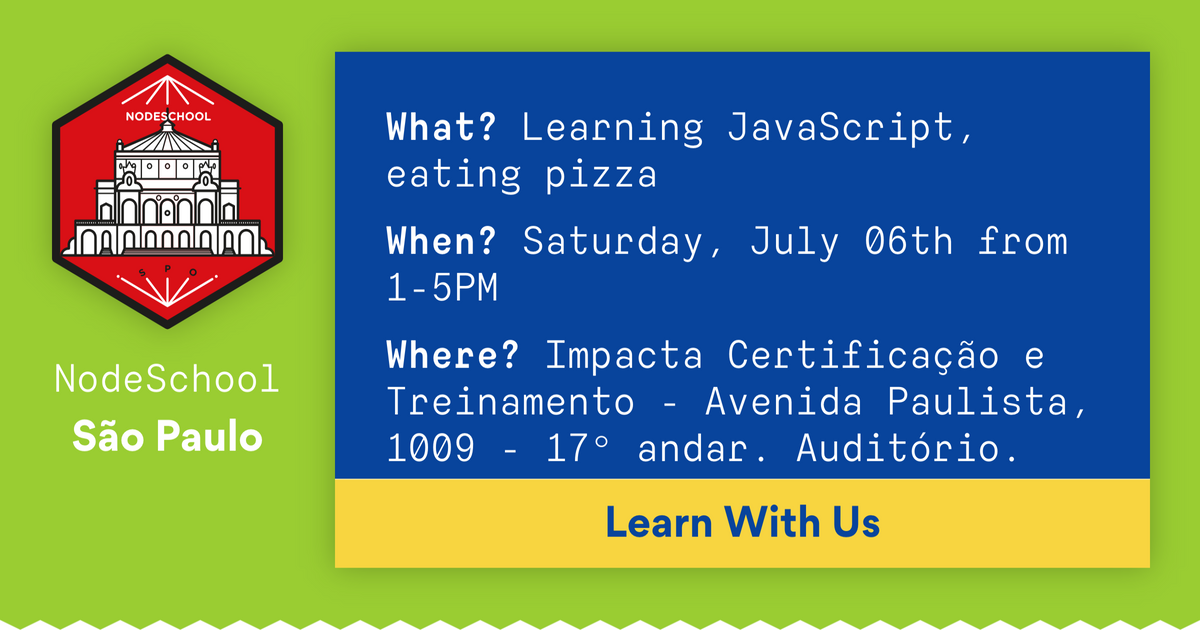 NODESCHOOL
S P O
NodeSchool
São Paulo
What? Learning JavaScript,
eating pizza
When? Saturday, July 06th from
1-5PM
Where? Impacta Certificação e
Treinamento - Avenida Paulista,
1009 - 17° andar. Auditório.
Learn With Us